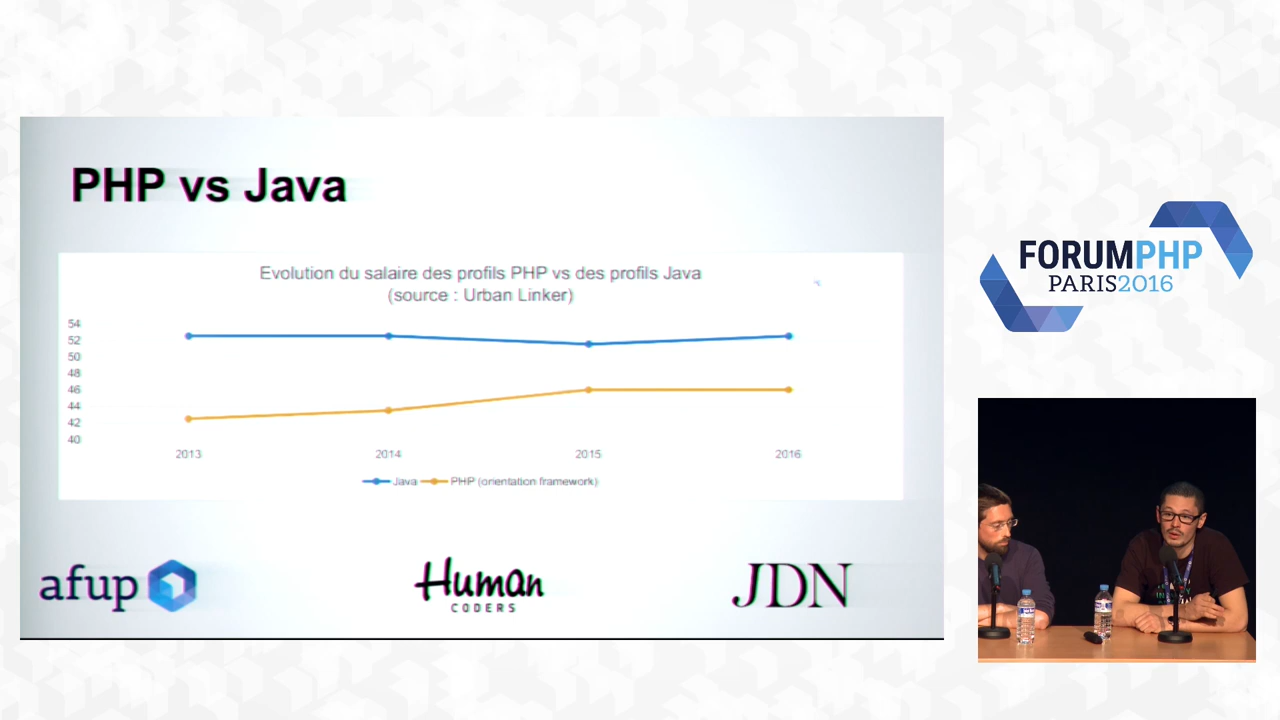 PHP vs Java
Evolution du salaire des profils PHP vs des profils Java
(source : Urban Linker)
54
52
50
48
46
44
42
40
2013 2014 2015 2016
Java PHP (orientation framework)
afup
Human
CODERS
JDN
FORUMPHP
PARIS2016